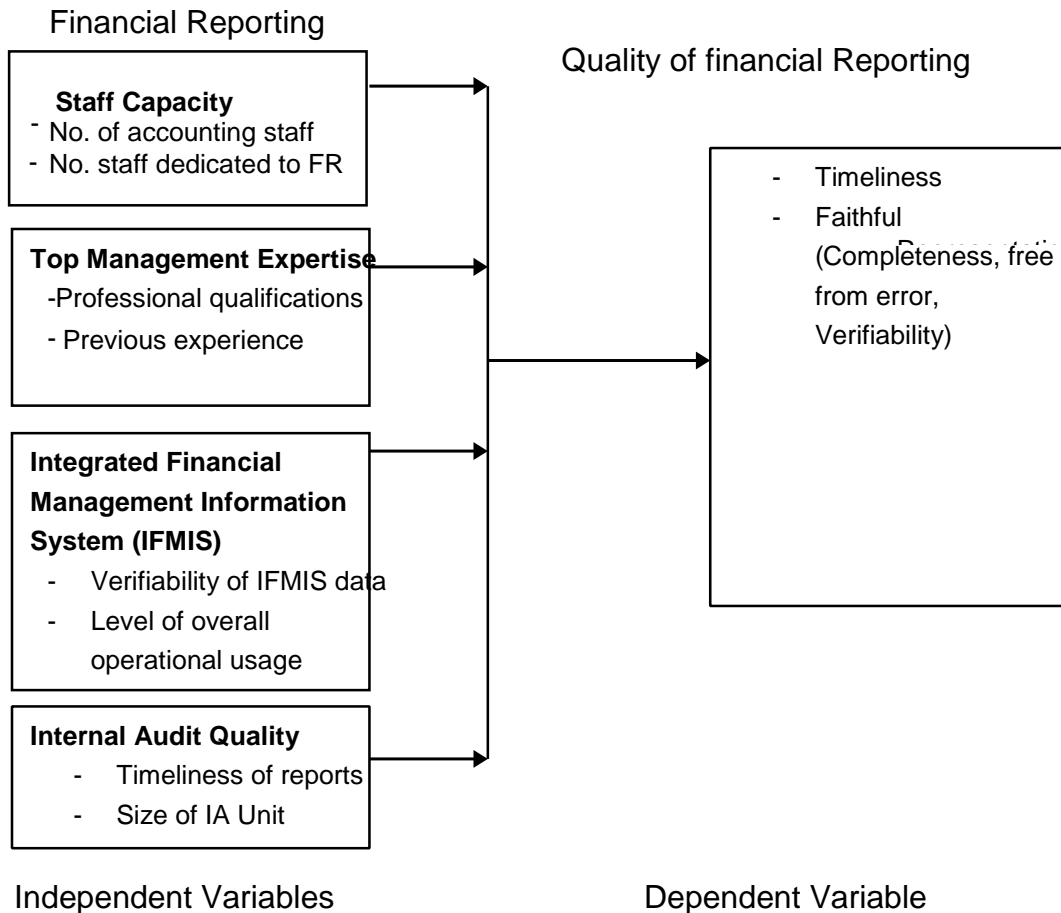 Financial Reporting
Staff Capacity
- No. of accounting staff
- No. staff dedicated to FR
Top Management Expertise
-Professional qualifications
- Previous experience
Integrated Financial
Management Information
System (IFMIS)
- Verifiability of IFMIS data
- Level of overall
operational usage
Internal Audit Quality
- Timeliness of reports
- Size of IA Unit
Independent Variables
Quality of financial Reporting
- Timeliness
- Faithful
(Completeness, free
from error,
Verifiability)
Dependent Variable